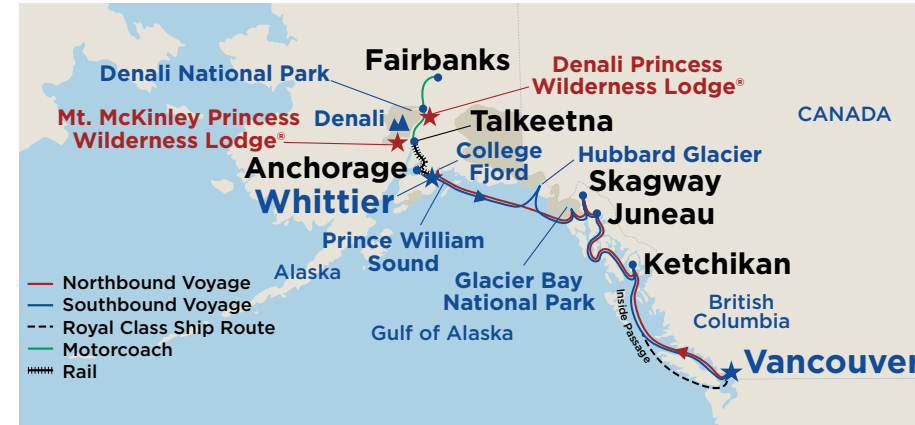 Fairbanks
Denali National Park
Denali Princess
Wilderness Lodge®
Mt. McKinley Princess
Wilderness Lodge®
Denali
CANADA
Talkeetna
College
Fjord
Hubbard Glacier
Anchorage
Skagway
Whittier
Juneau
Prince William
Sound
Alaska
Glacier Bay
National Park
Ketchikan
Northbound Voyage
Southbound Voyage
Royal Class Ship Route
Motorcoach
Rail
Gulf of Alaska
Inside Passage
British
Columbia
Vancouver